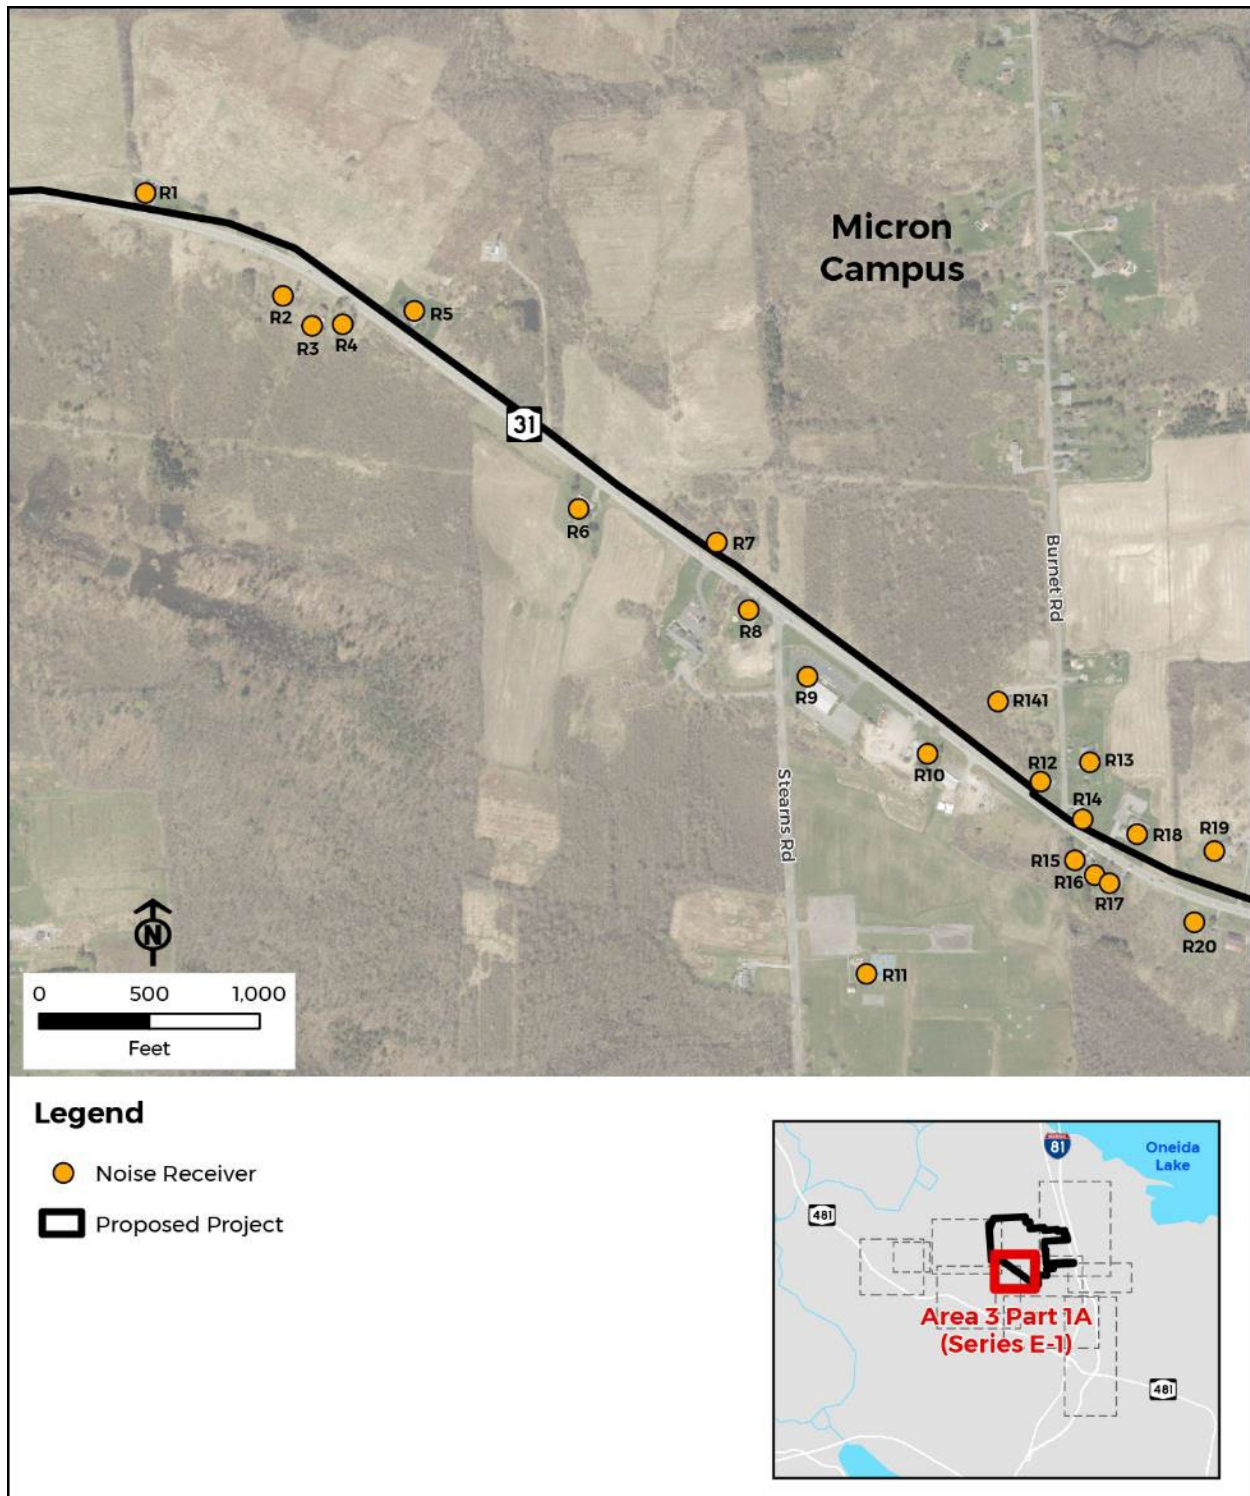 R1
Micron
Campus
R2
R3
R4
R5
31
R6
R7
Burnet Rd
R8
R9
R141
R10
R12
R13
Stearns Rd
R14
R18
R19
R15
R16
R17
R20
R11
N
0 500 1,000
Feet
Legend
Noise Receiver
Proposed Project
81
Oneida
Lake
481
Area 3 Part 1A
(Series E-1)
481